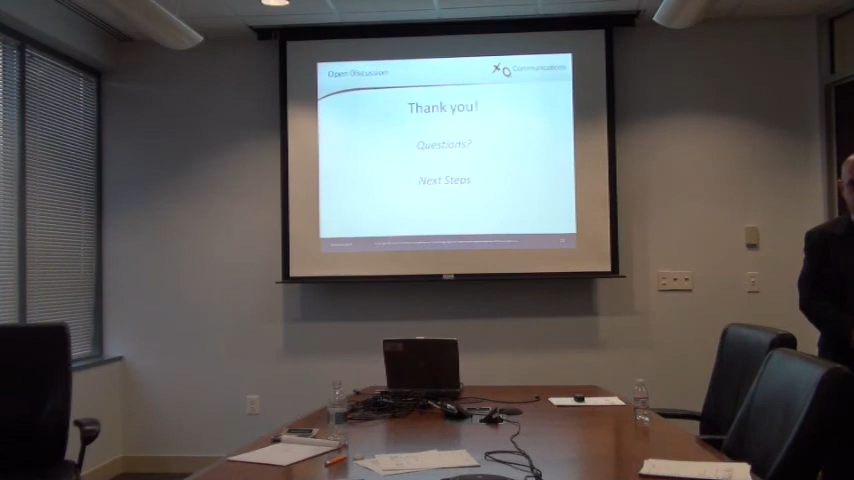 Open Discussion
XO Communications
Thank you!
Questions?
Next Steps